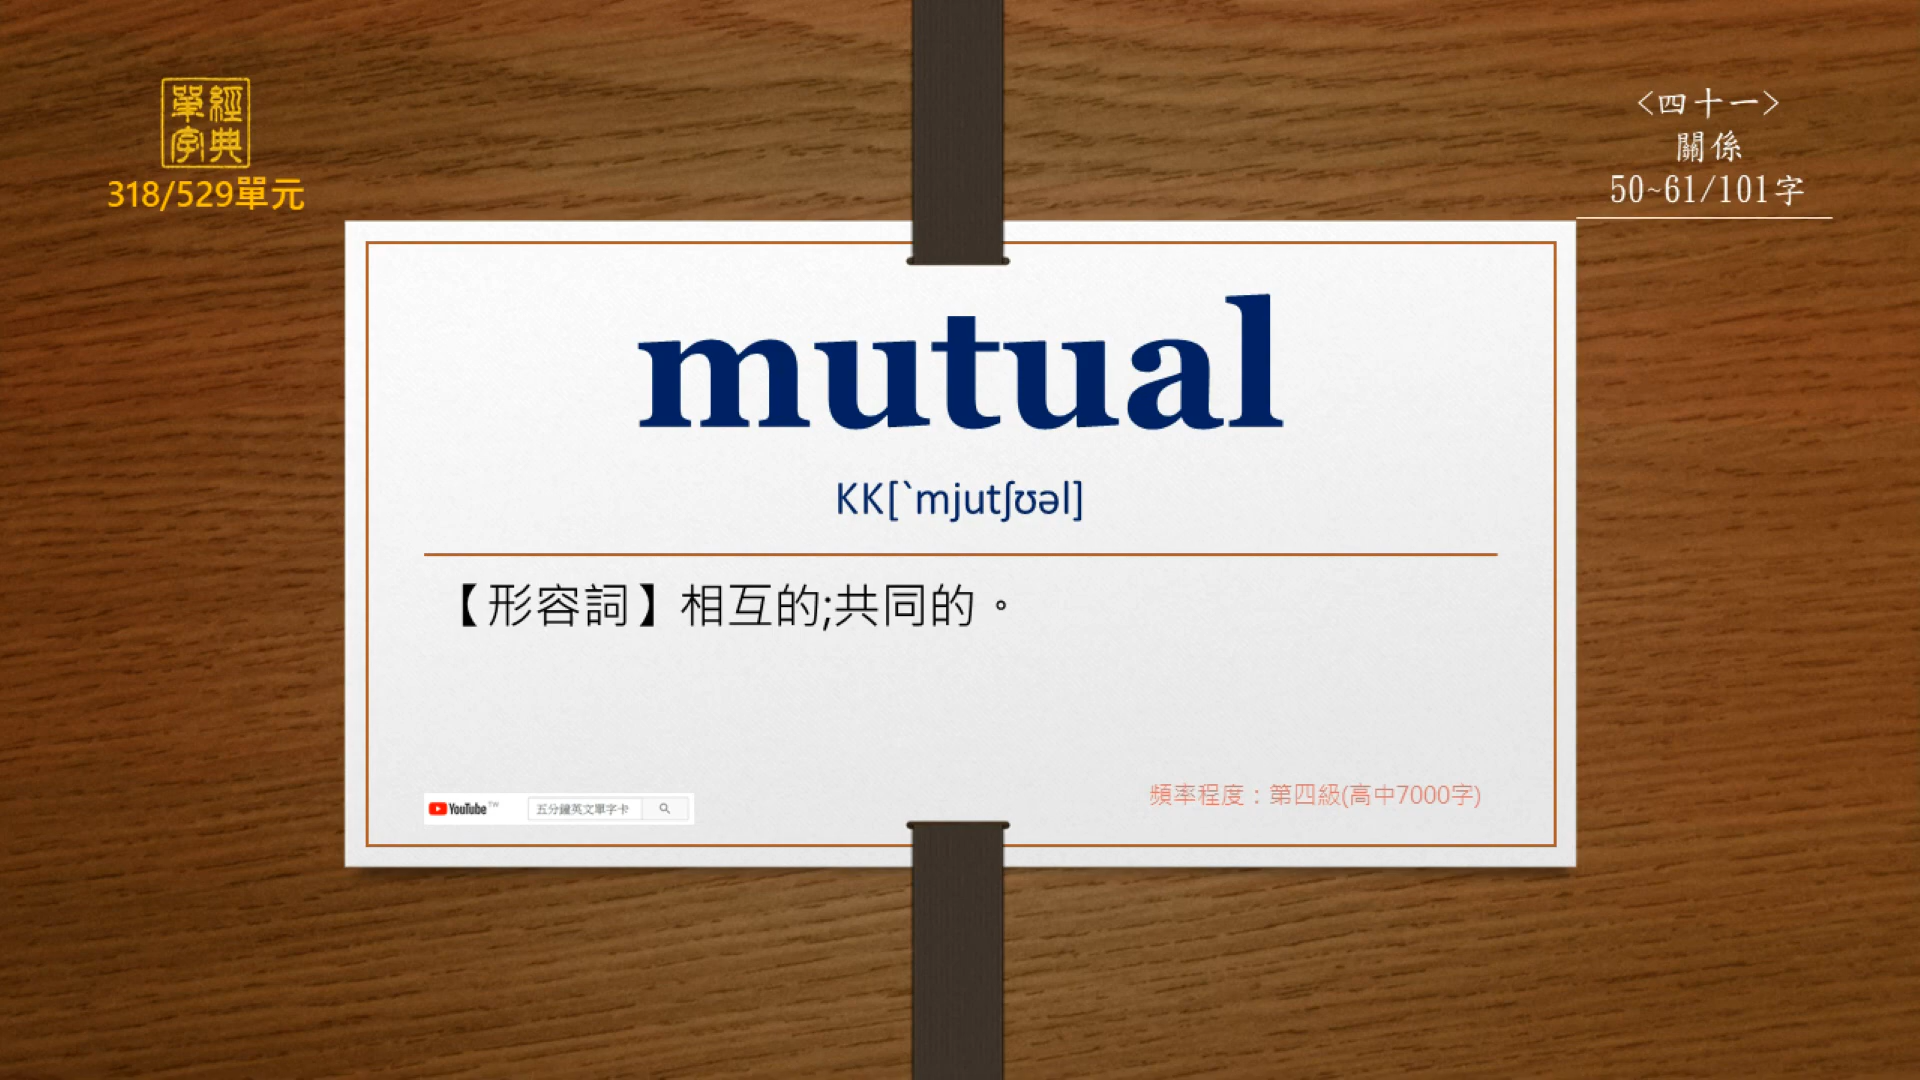 經典
單字
318/529單元
<四十一>
關係
50~61/101字
mutual
KK[ˋmjutʃʊəl]
【形容詞】相互的;共同的。
YouTube TW
五分鐘英文單字卡
頻率程度：第四級(高中7000字)